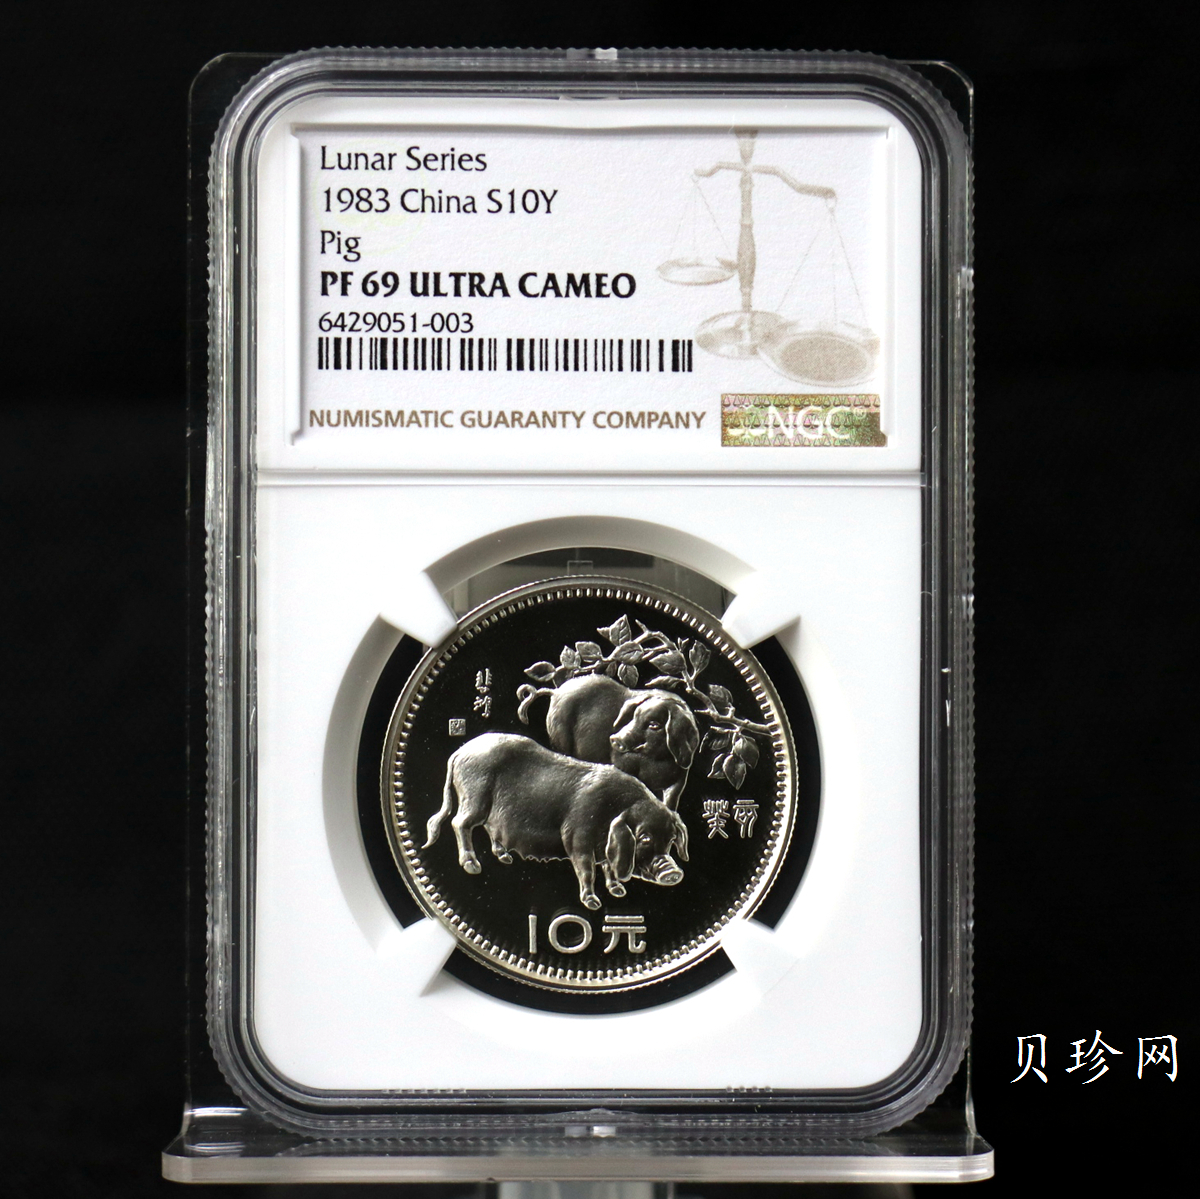 Lunar Series
1983 China S10Y
Pig
PF 69 ULTRA CAMEO
6429051-003
NUMISMATIC GUARANTY COMPANY
NGC
悲鸿
癸亥
10元
贝珍网